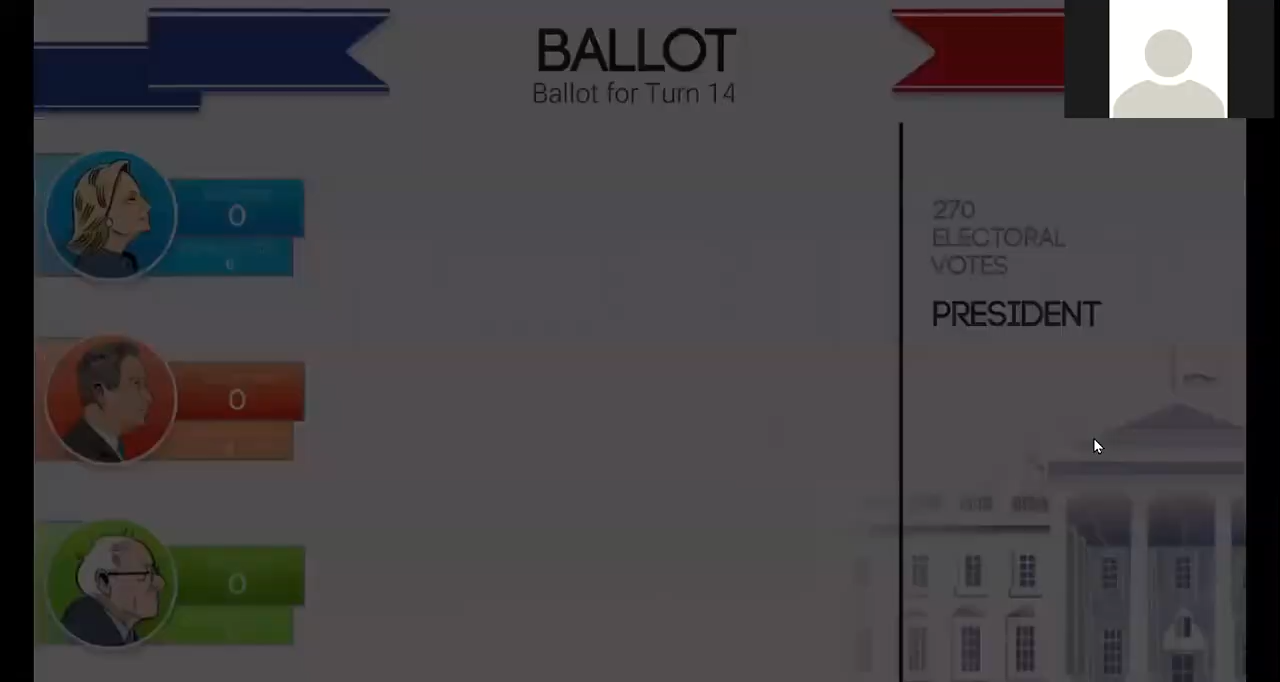 BALLOT
Ballot for Turn 14
0
0
0
270
ELECTORAL
VOTES
PRESIDENT